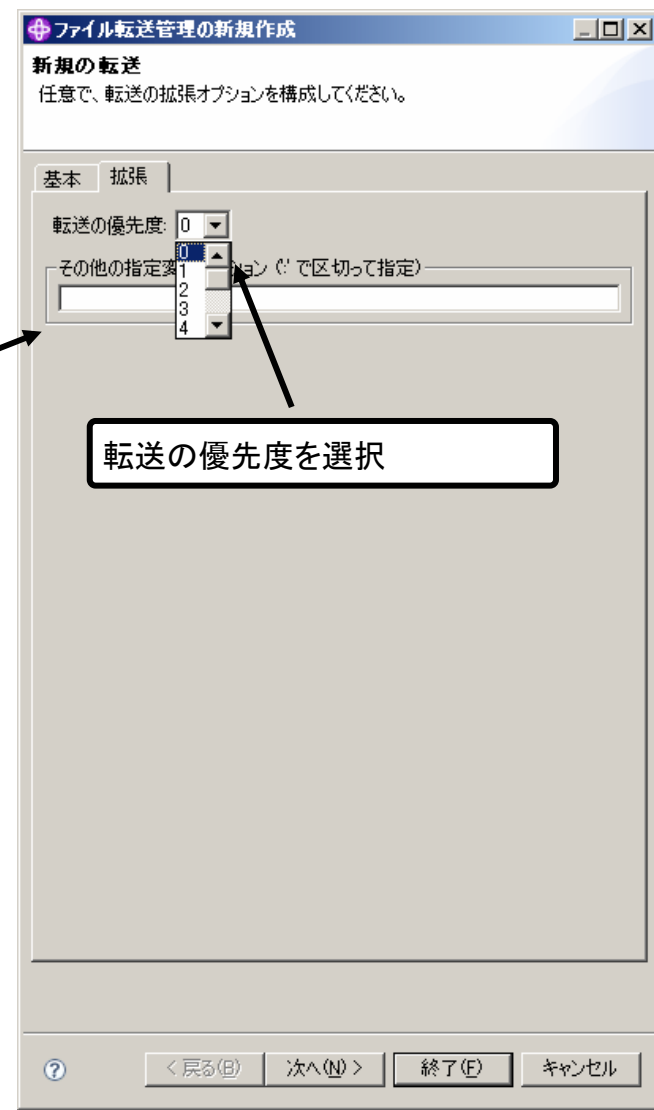 ファイル転送管理の新規作成
新規の転送
任意で、転送の拡張オプションを構成してください。
基本 拡張
転送の優先度: 0
0
その他の指定 ション (':' で区切って指定)
1
2
3
4
転送の優先度を選択
< 戻る(B) 次へ(N) > 終了(F) キャンセル